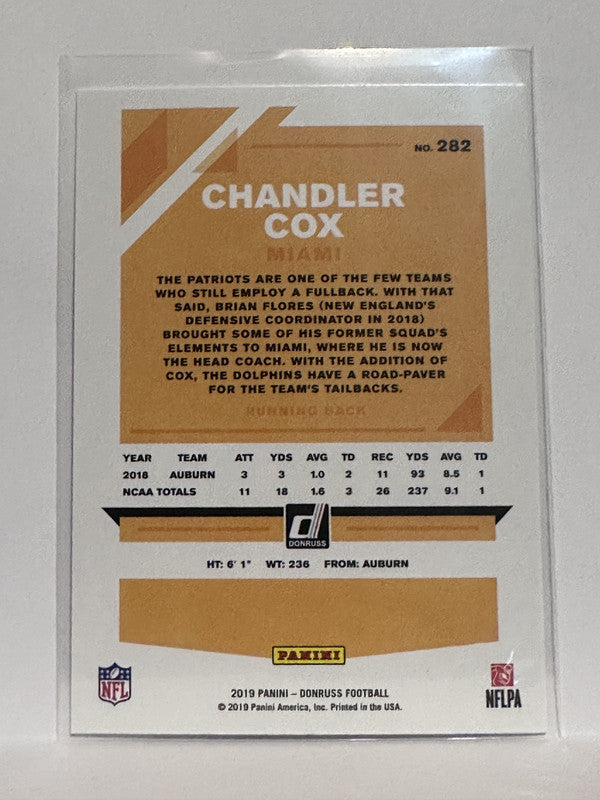 NO. 282
CHANDLER
COX
MIAMI
THE PATRIOTS ARE ONE OF THE FEW TEAMS
WHO STILL EMPLOY A FULLBACK. WITH THAT
SAID, BRIAN FLORES (NEW ENGLAND'S
DEFENSIVE COORDINATOR IN 2018)
BROUGHT SOME OF HIS FORMER SQUAD'S
ELEMENTS TO MIAMI, WHERE HE IS NOW
THE HEAD COACH. WITH THE ADDITION OF
COX, THE DOLPHINS HAVE A ROAD-PAVER
FOR THE TEAM'S TAILBACKS.
RUNNING BACK
YEAR TEAM ATT YDS AVG TD REC YDS AVG TD
2018 AUBURN 3 3 1.0 2 11 93 8.5 1
NCAA TOTALS 11 18 1.6 3 26 237 9.1 1
d
DONRUSS
HT: 6' 1" WT: 236 FROM: AUBURN
PANINI
NFL
NFLPA
2019 PANINI – DONRUSS FOOTBALL
© 2019 Panini America, Inc. Printed in the USA.